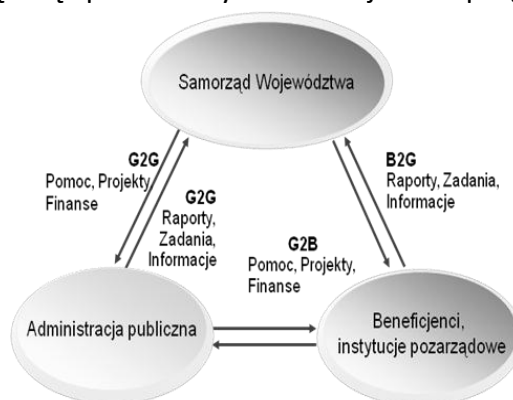 Samorząd Województwa
G2G
Pomoc, Projekty
Finanse
G2G
Raporty,
Zadania,
Informacje
B2G
Raporty, Zadania,
Informacje
G2B
Pomoc, Projekty,
Finanse
Administracja publiczna
Beneficjenci,
instytucje pozarządowe